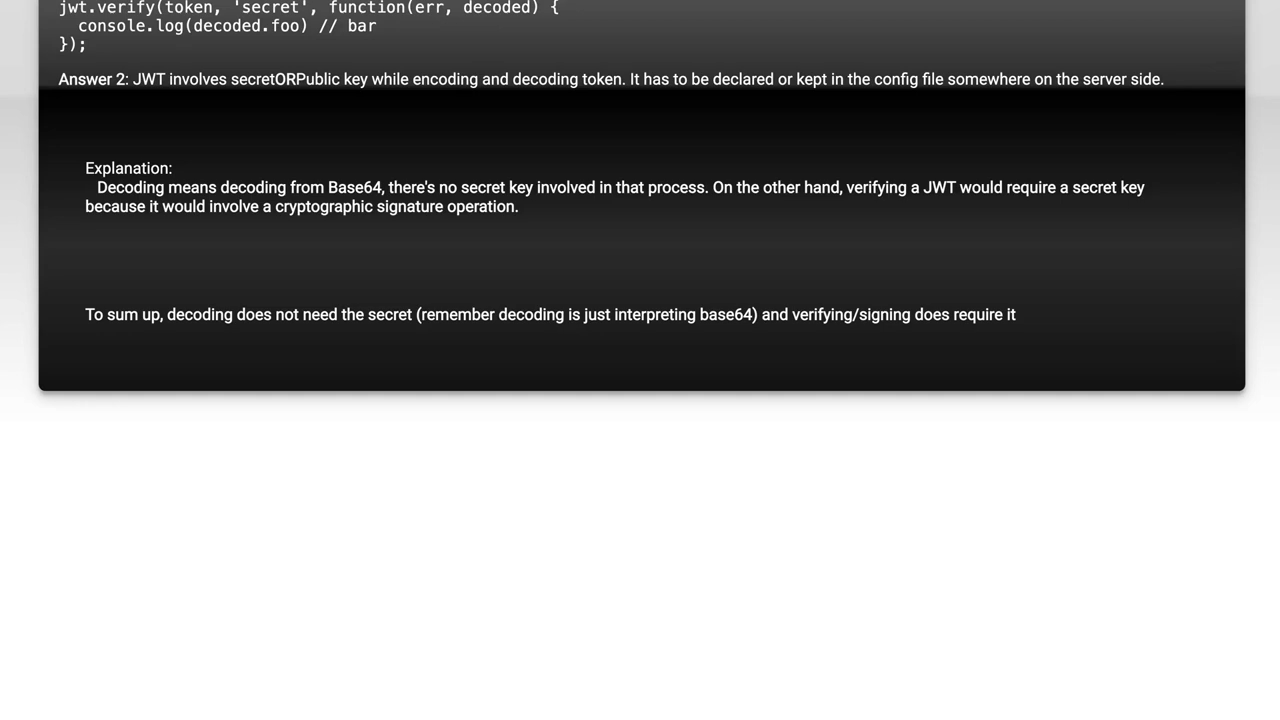 jwt.verify(token, 'secret', function(err, decoded) {
  console.log(decoded.foo) // bar
});
Answer 2: JWT involves secretORPublic key while encoding and decoding token. It has to be declared or kept in the config file somewhere on the server side.
Explanation:
Decoding means decoding from Base64, there's no secret key involved in that process. On the other hand, verifying a JWT would require a secret key
because it would involve a cryptographic signature operation.
To sum up, decoding does not need the secret (remember decoding is just interpreting base64) and verifying/signing does require it